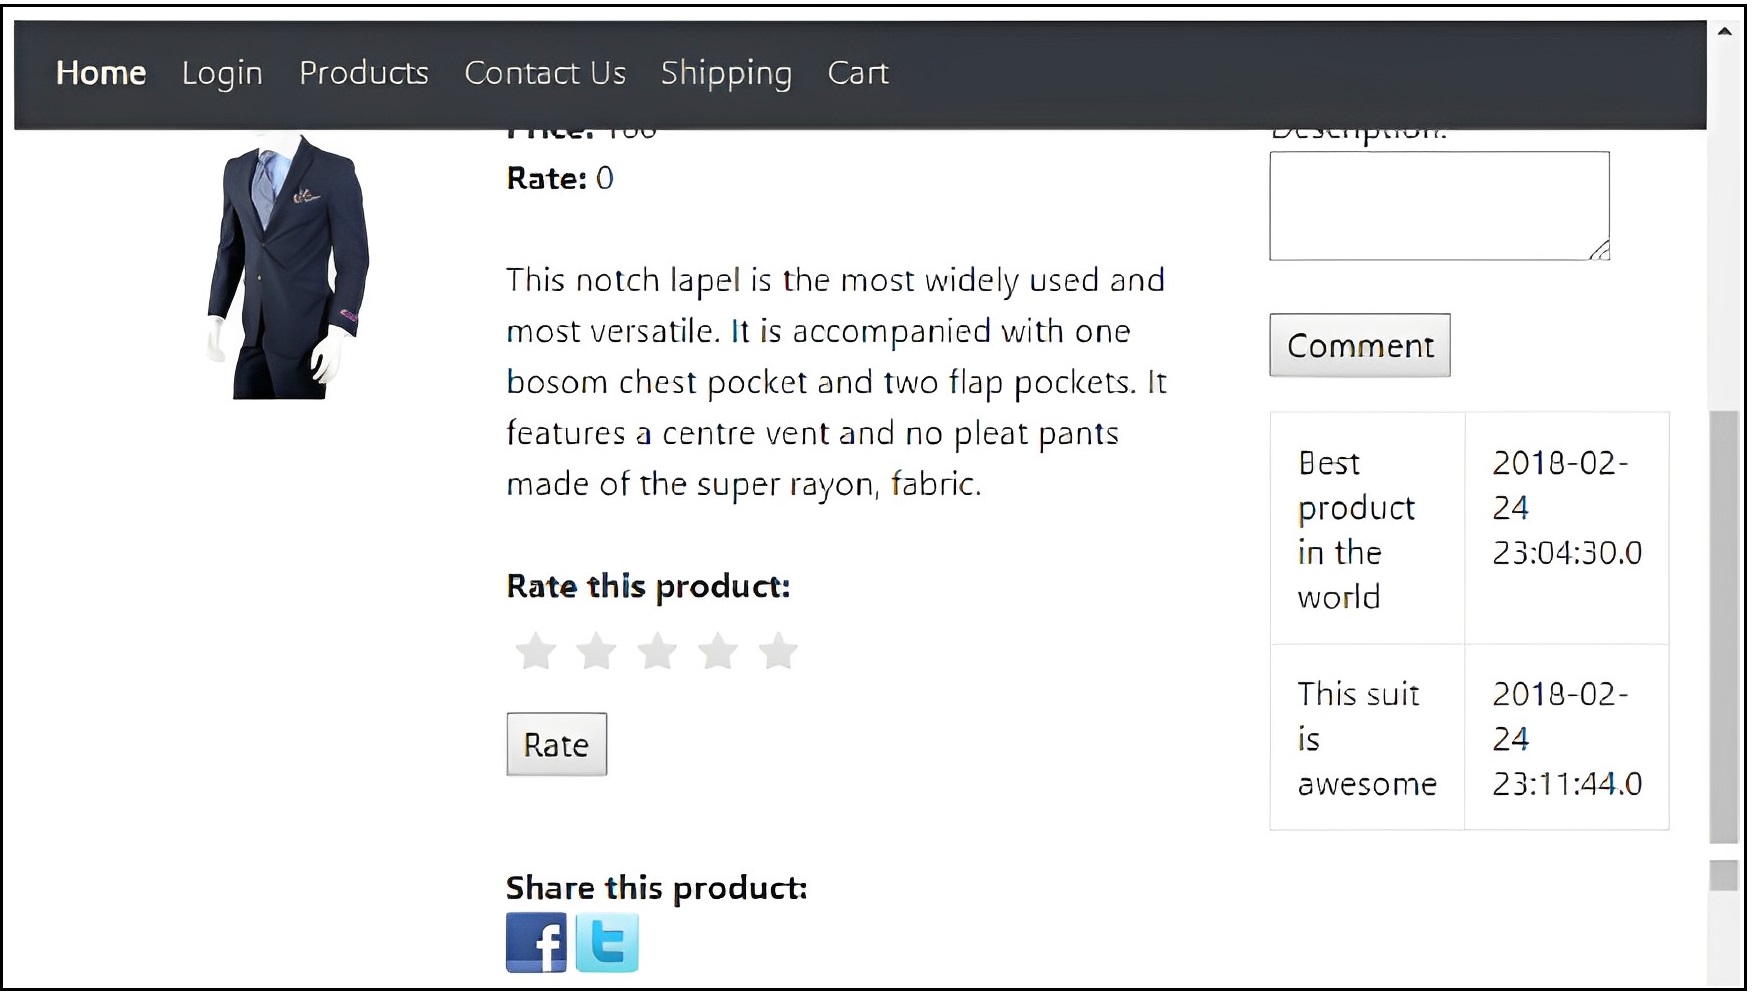 Home Login Products Contact Us Shipping Cart
Price:
Rate: 0
This notch lapel is the most widely used and
most versatile. It is accompanied with one
bosom chest pocket and two flap pockets. It
features a centre vent and no pleat pants
made of the super rayon, fabric.
Rate this product:
Rate
Share this product:
f t
Description:
Comment
Best
product
in the
world
2018-02-
24
23:04:30.0
This suit
is
awesome
2018-02-
24
23:11:44.0